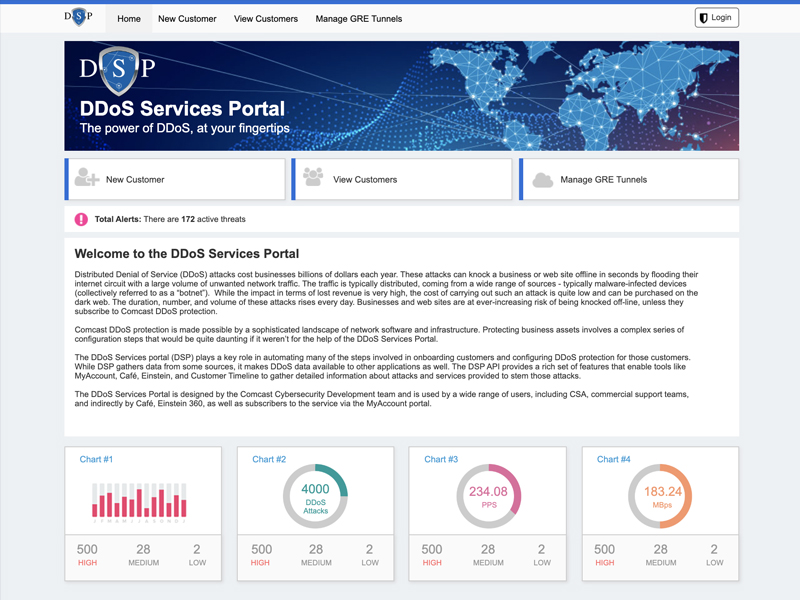 DSP Home New Customer View Customers Manage GRE Tunnels Login
DSP
DDoS Services Portal
The power of DDoS, at your fingertips
New Customer View Customers Manage GRE Tunnels
Total Alerts: There are 172 active threats
Welcome to the DDoS Services Portal
Distributed Denial of Service (DDoS) attacks cost businesses billions of dollars each year. These attacks can knock a business or web site offline in seconds by flooding their
internet circuit with a large volume of unwanted network traffic. The traffic is typically distributed, coming from a wide range of sources - typically malware-infected devices
(collectively referred to as a “botnet”). While the impact in terms of lost revenue is very high, the cost of carrying out such an attack is quite low and can be purchased on the
dark web. The duration, number, and volume of these attacks rises every day. Businesses and web sites are at ever-increasing risk of being knocked off-line, unless they
subscribe to Comcast DDoS protection.
Comcast DDoS protection is made possible by a sophisticated landscape of network software and infrastructure. Protecting business assets involves a complex series of
configuration steps that would be quite daunting if it weren’t for the help of the DDoS Services Portal.
The DDoS Services portal (DSP) plays a key role in automating many of the steps involved in onboarding customers and configuring DDoS protection for those customers.
While DSP gathers data from some sources, it makes DDoS data available to other applications as well. The DSP API provides a rich set of features that enable tools like
MyAccount, Café, Einstein, and Customer Timeline to gather detailed information about attacks and services provided to stem those attacks.
The DDoS Services Portal is designed by the Comcast Cybersecurity Development team and is used by a wide range of users, including CSA, commercial support teams,
and indirectly by Café, Einstein 360, as well as subscribers to the service via the MyAccount portal.
Chart #1
J F M A M J J A S O N D J
500 28 2
HIGH MEDIUM LOW
Chart #2
4000
DDoS
Attacks
500 28 2
HIGH MEDIUM LOW
Chart #3
234.08
PPS
500 28 2
HIGH MEDIUM LOW
Chart #4
183.24
MBps
500 28 2
HIGH MEDIUM LOW